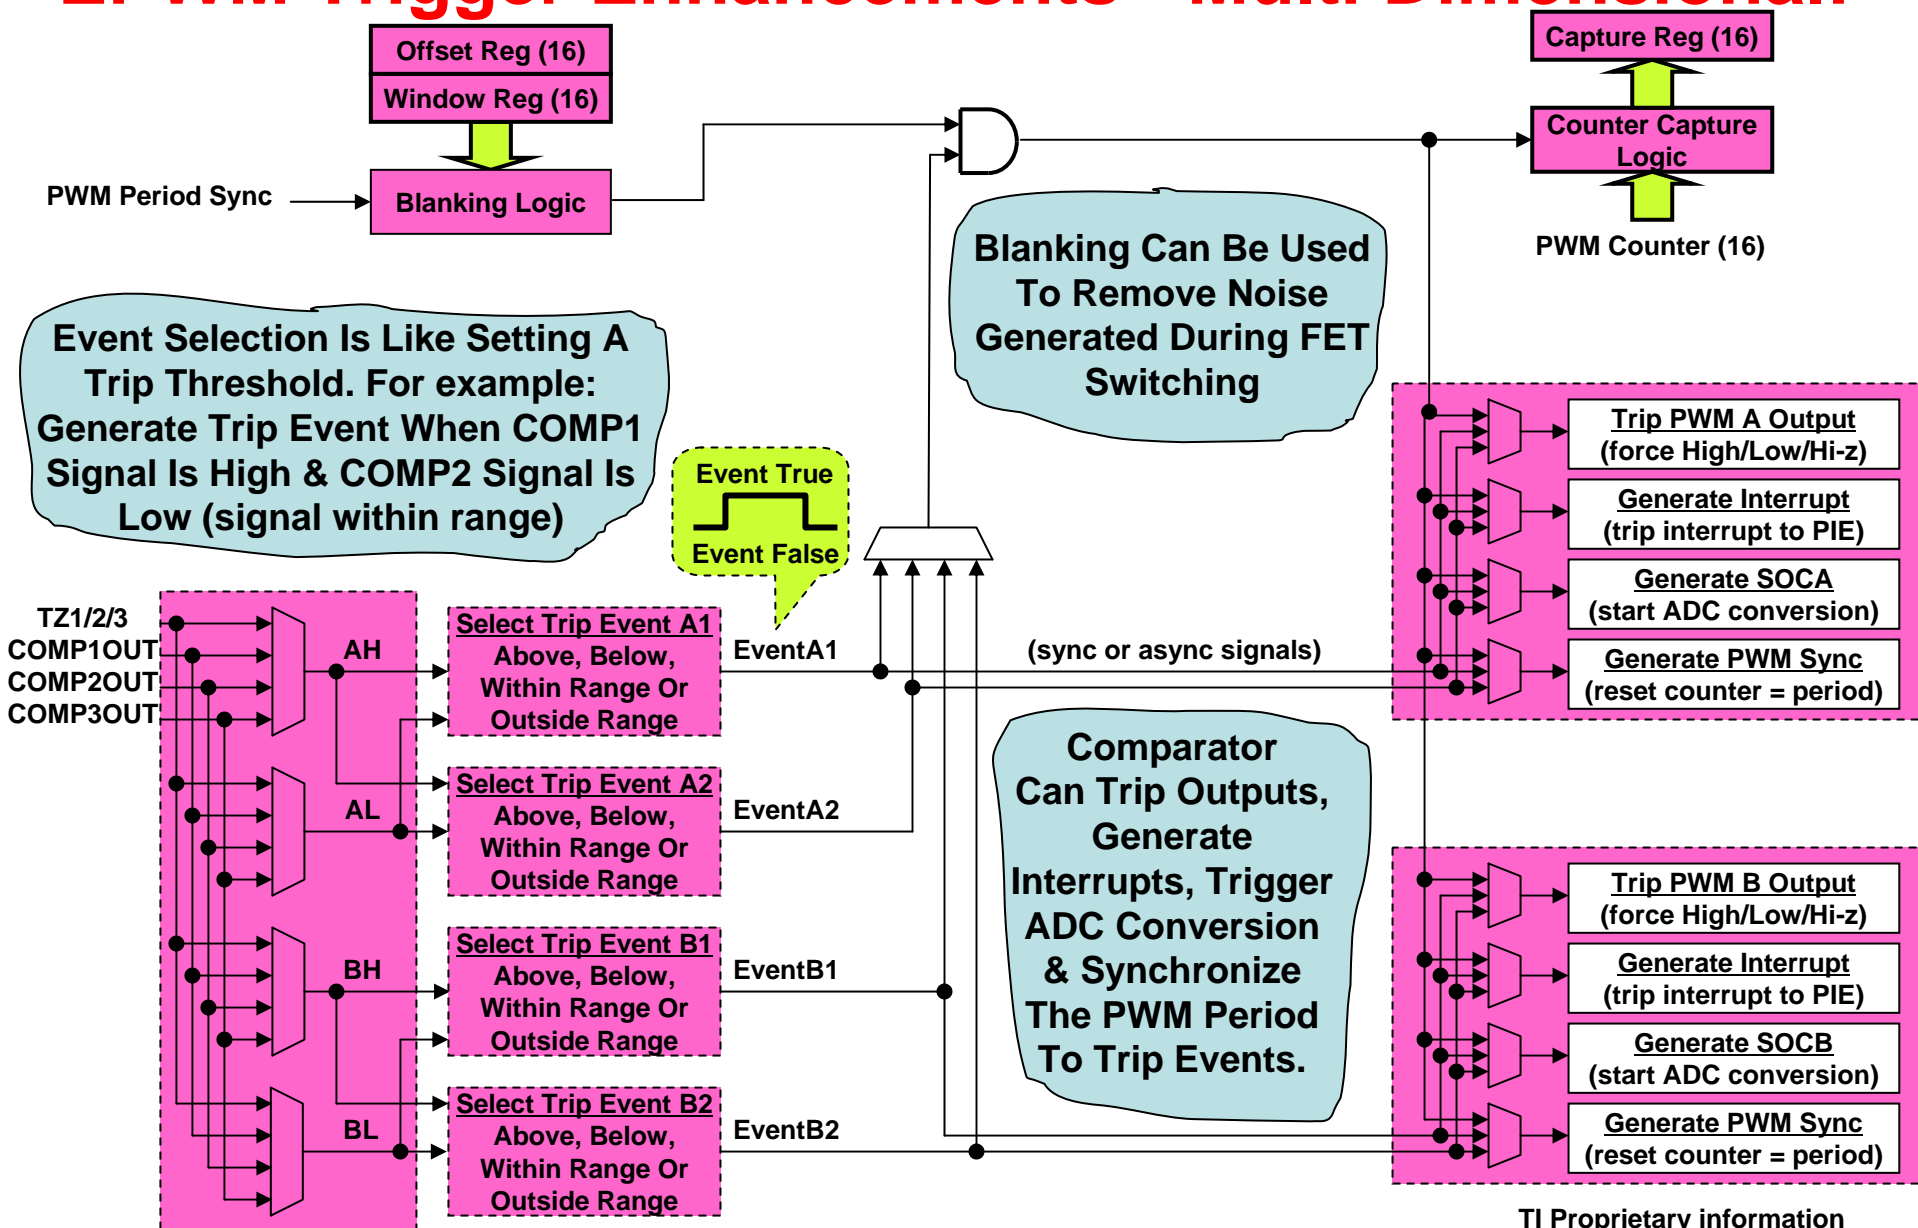 EPWM Trigger Enhancements - Multi-Dimensional!
Offset Reg (16)
Window Reg (16)
Capture Reg (16)
Counter Capture
Logic
PWM Period Sync
Blanking Logic
PWM Counter (16)
Blanking Can Be Used
To Remove Noise
Generated During FET
Switching
Event Selection Is Like Setting A
Trip Threshold. For example:
Generate Trip Event When COMP1
Signal Is High & COMP2 Signal Is
Low (signal within range)
Event True
Event False
Trip PWM A Output
(force High/Low/Hi-z)
Generate Interrupt
(trip interrupt to PIE)
Generate SOCA
(start ADC conversion)
Generate PWM Sync
(reset counter = period)
TZ1/2/3
COMP1OUT
COMP2OUT
COMP3OUT
AH
AL
BH
BL
Select Trip Event A1
Above, Below,
Within Range Or
Outside Range
EventA1
(sync or async signals)
Select Trip Event A2
Above, Below,
Within Range Or
Outside Range
EventA2
Select Trip Event B1
Above, Below,
Within Range Or
Outside Range
EventB1
Select Trip Event B2
Above, Below,
Within Range Or
Outside Range
EventB2
Comparator
Can Trip Outputs,
Generate
Interrupts, Trigger
ADC Conversion
& Synchronize
The PWM Period
To Trip Events.
Trip PWM B Output
(force High/Low/Hi-z)
Generate Interrupt
(trip interrupt to PIE)
Generate SOCB
(start ADC conversion)
Generate PWM Sync
(reset counter = period)
TI Proprietary information